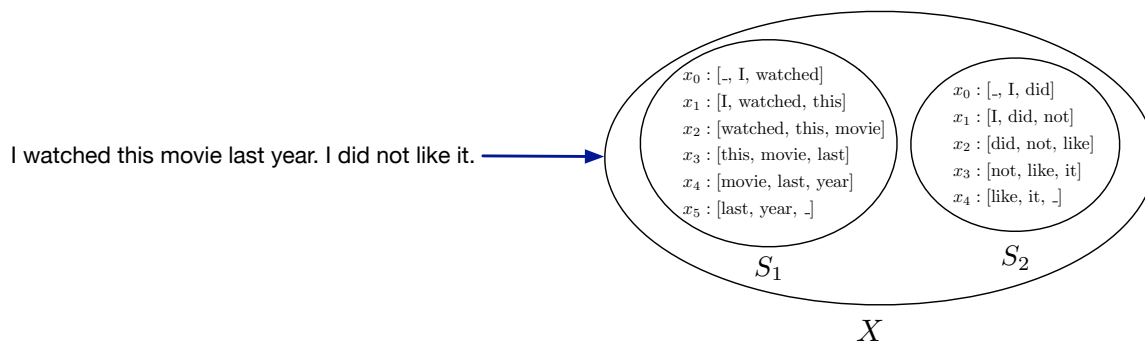 I watched this movie last year. I did not like it.
x₀ : [_, I, watched]
x₁ : [I, watched, this]
x₂ : [watched, this, movie]
x₃ : [this, movie, last]
x₄ : [movie, last, year]
x₅ : [last, year, _]
S₁
x₀ : [_, I, did]
x₁ : [I, did, not]
x₂ : [did, not, like]
x₃ : [not, like, it]
x₄ : [like, it, _]
S₂
X